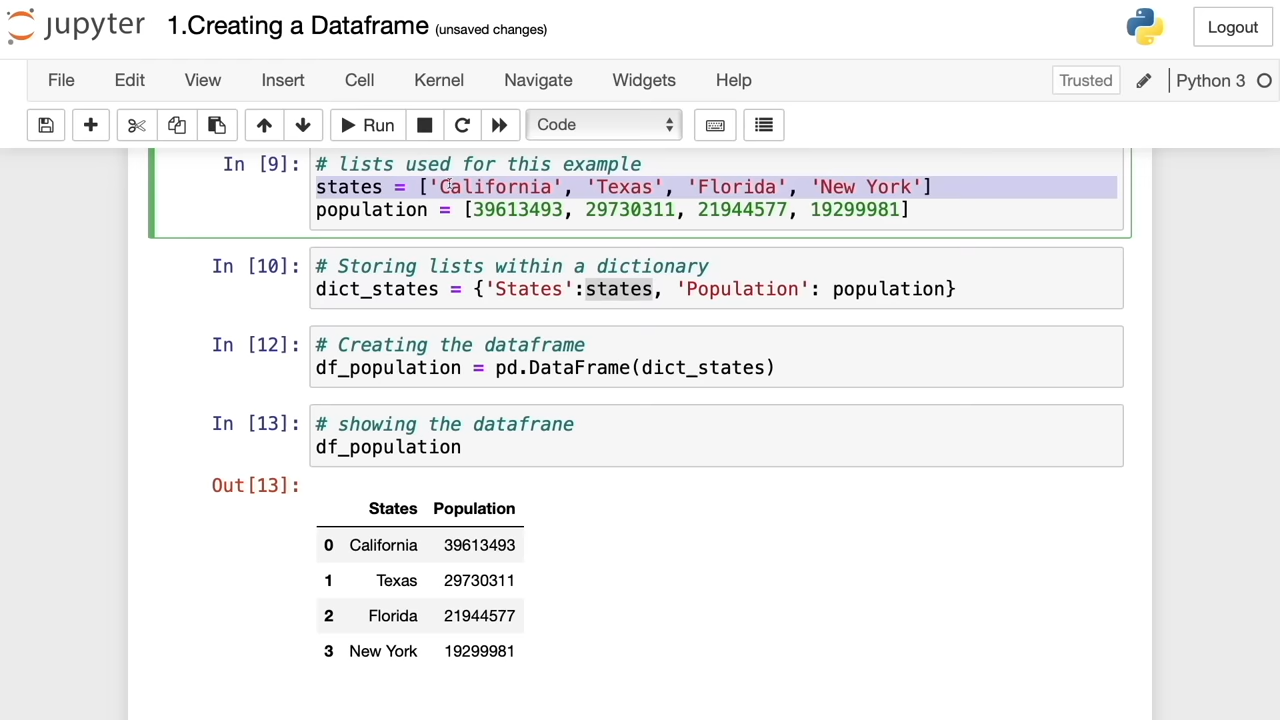 jupyter 1.Creating a Dataframe (unsaved changes) Logout
File Edit View Insert Cell Kernel Navigate Widgets Help Trusted Python 3
Run Code
In [9]: # lists used for this example
states = ['California', 'Texas', 'Florida', 'New York']
population = [39613493, 29730311, 21944577, 19299981]
In [10]: # Storing lists within a dictionary
dict_states = {'States':states, 'Population': population}
In [12]: # Creating the dataframe
df_population = pd.DataFrame(dict_states)
In [13]: # showing the datafrane
df_population
Out[13]:
States Population
0 California 39613493
1 Texas 29730311
2 Florida 21944577
3 New York 19299981